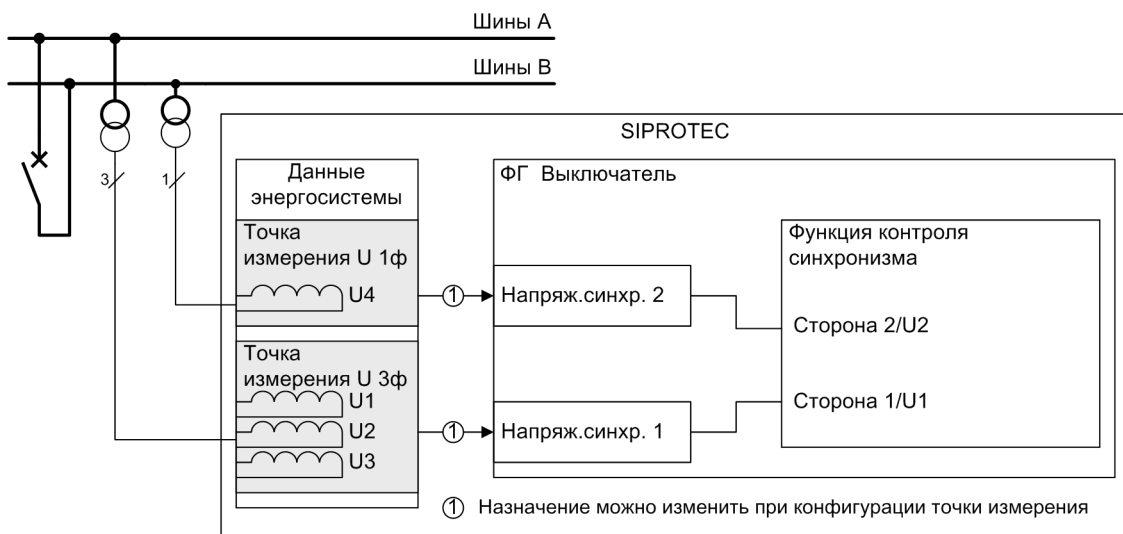 Шины A
Шины B
SIPROTEC
Данные
энергосистемы
ФГ Выключатель
3
1
Точка
измерения U 1ф
U4
Функция контроля
синхронизма
1
Напряж.синхр. 2
Сторона 2/U2
Точка
измерения U 3ф
U1
U2
U3
1
Напряж.синхр. 1
Сторона 1/U1
1 Назначение можно изменить при конфигурации точки измерения